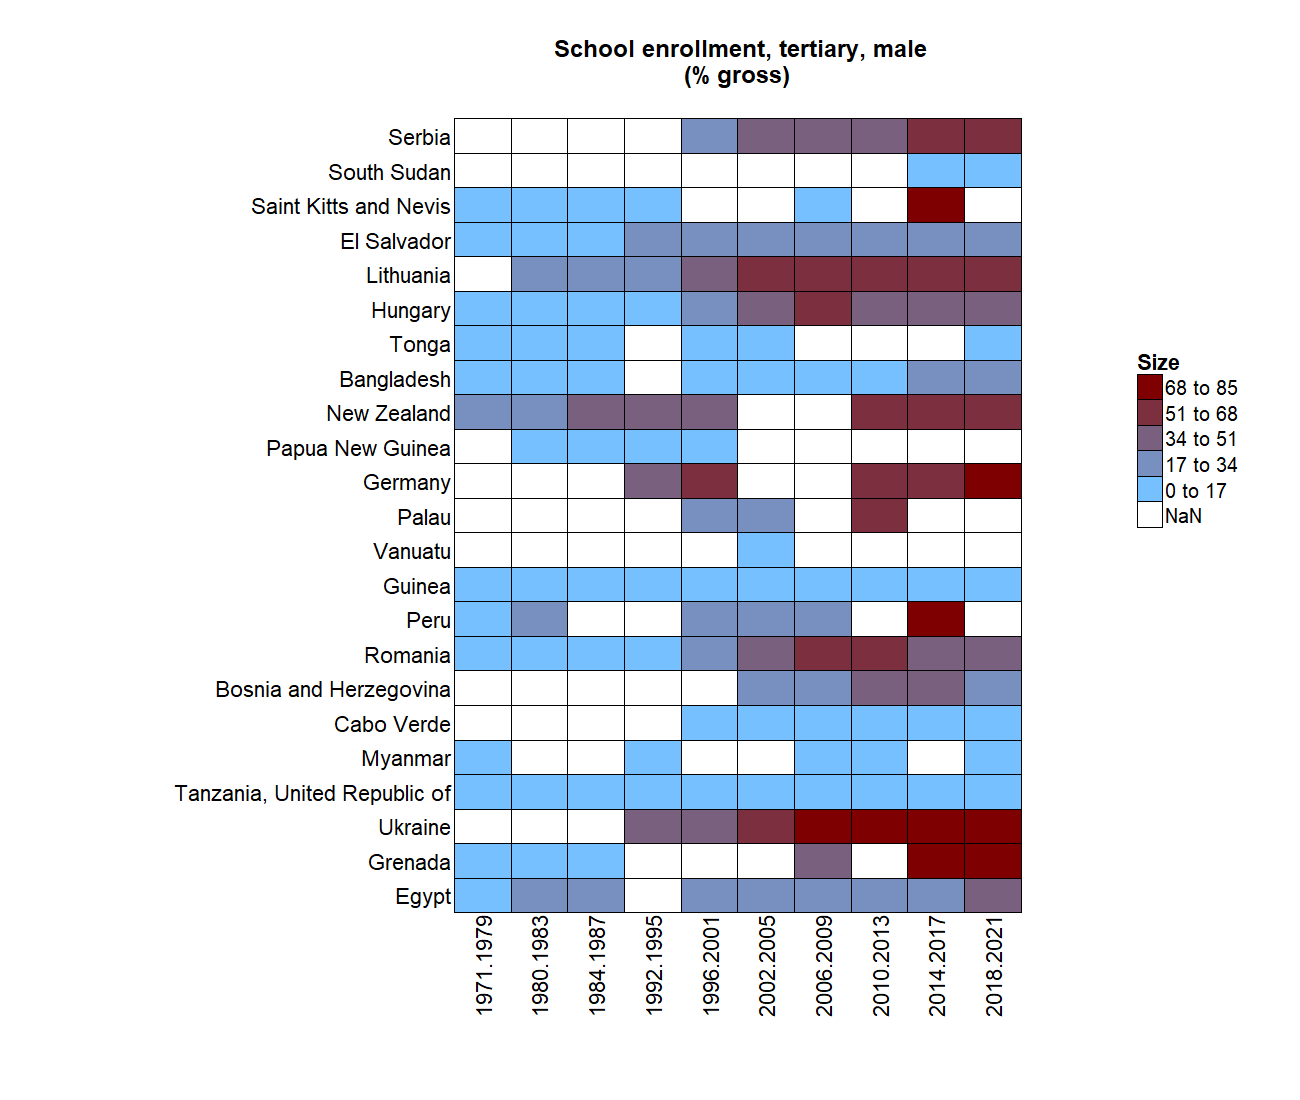 School enrollment, tertiary, male
(% gross)
Serbia
South Sudan
Saint Kitts and Nevis
El Salvador
Lithuania
Hungary
Tonga
Bangladesh
New Zealand
Papua New Guinea
Germany
Palau
Vanuatu
Guinea
Peru
Romania
Bosnia and Herzegovina
Cabo Verde
Myanmar
Tanzania, United Republic of
Ukraine
Grenada
Egypt
1971.1979
1980.1983
1984.1987
1992.1995
1996.2001
2002.2005
2006.2009
2010.2013
2014.2017
2018.2021
Size
68 to 85
51 to 68
34 to 51
17 to 34
0 to 17
NaN